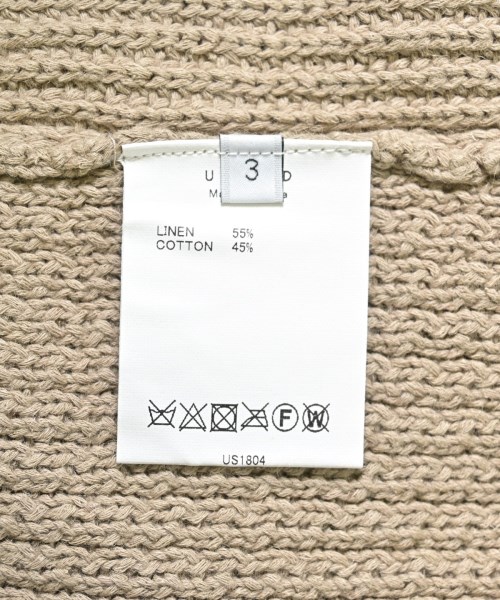 3
LINEN 55%
COTTON 45%
F W
US1804